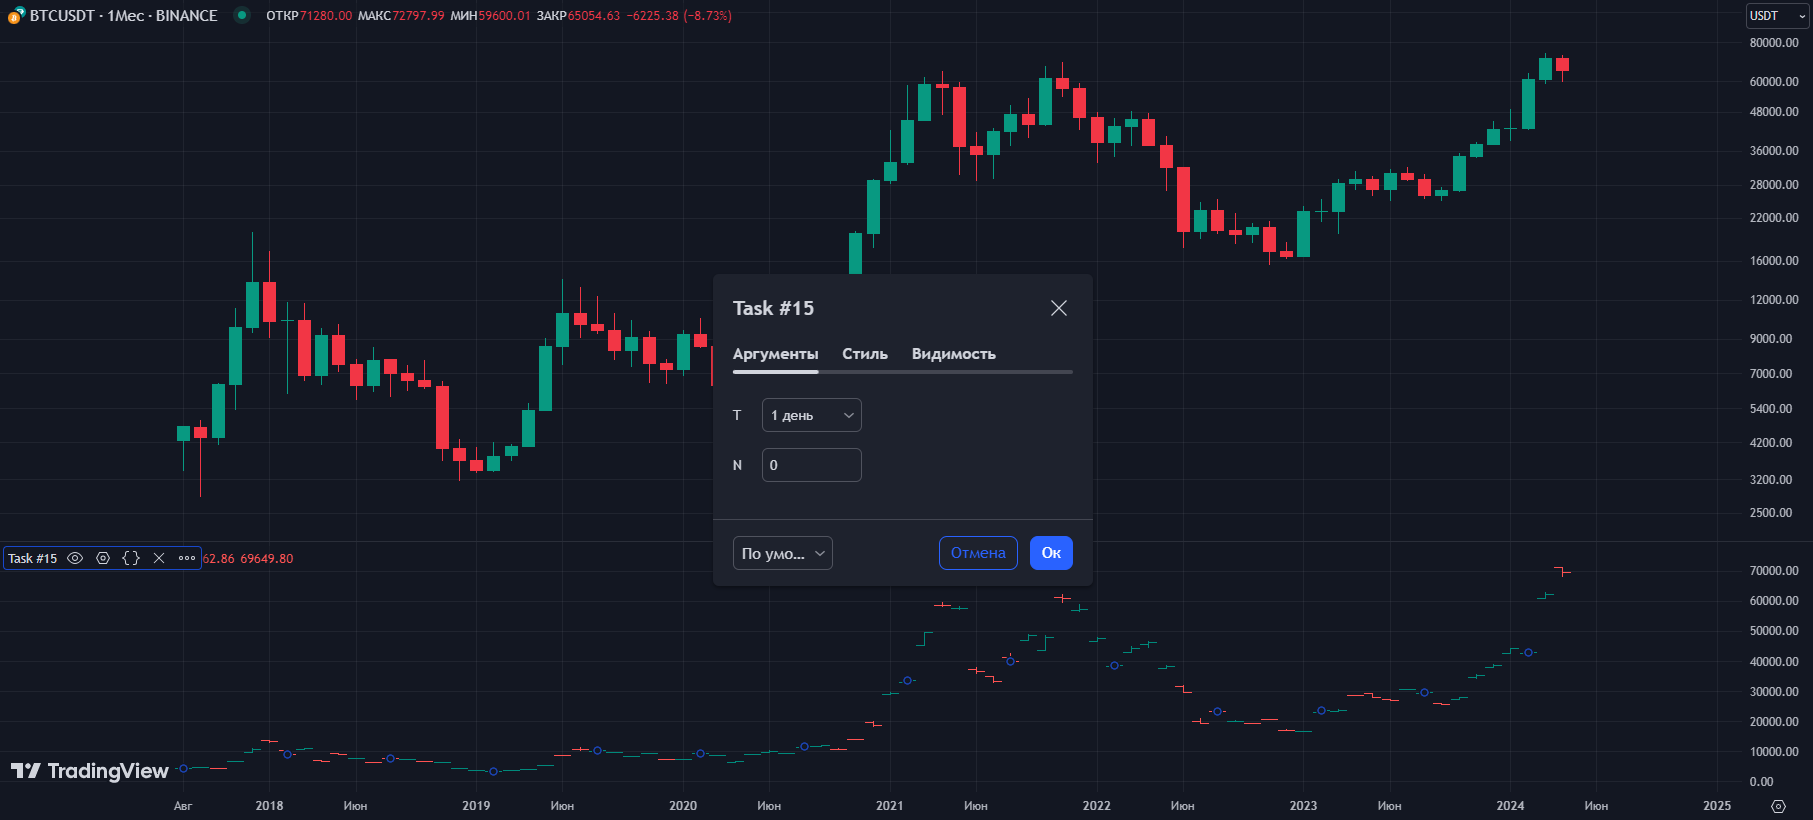 BTCUSDT · 1Мес · BINANCE ОТКР71280.00 МАКС72797.99 МИН59600.01 ЗАКР65054.63 −6225.38 (−8.73%)
USDT
80000.00
60000.00
48000.00
36000.00
28000.00
22000.00
16000.00
12000.00
9000.00
7000.00
5400.00
4200.00
3200.00
2500.00
Task #15
Аргументы Стиль Видимость
T 1 день
N 0
По умо...
Отмена
Ок
Task #15 62.86 69649.80
70000.00
60000.00
50000.00
40000.00
30000.00
20000.00
10000.00
0.00
TradingView
Авг 2018 Июн 2019 Июн 2020 Июн 2021 Июн 2022 Июн 2023 Июн 2024 Июн 2025